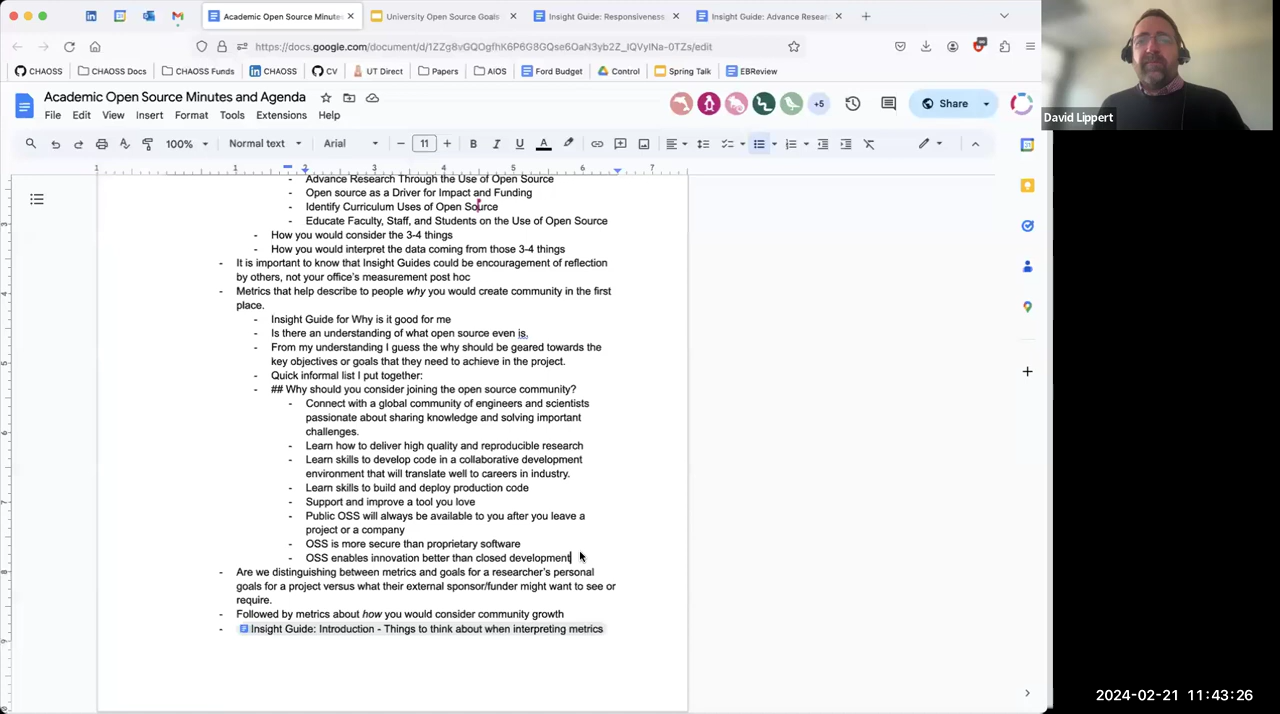 Academic Open Source Minutes
University Open Source Goals
Insight Guide: Responsiveness
Insight Guide: Advance Resear
https://docs.google.com/document/d/1ZZg8vGQOgfhK6P6G8GQse6OaN3yb2Z_IQVyINa-0TZs/edit
CHAOSS
CHAOSS Docs
CHAOSS Funds
CHAOSS
CV
UT Direct
Papers
AIOS
Ford Budget
Control
Spring Talk
EBReview
Academic Open Source Minutes and Agenda
File Edit View Insert Format Tools Extensions Help
+5
Share
100% Normal text Arial 11
1 1 2 3 4 5 6 7
- Advance Research Through the Use of Open Source
- Open source as a Driver for Impact and Funding
- Identify Curriculum Uses of Open Source
- Educate Faculty, Staff, and Students on the Use of Open Source
- How you would consider the 3-4 things
- How you would interpret the data coming from those 3-4 things
- It is important to know that Insight Guides could be encouragement of reflection
by others, not your office's measurement post hoc
- Metrics that help describe to people why you would create community in the first
place.
- Insight Guide for Why is it good for me
- Is there an understanding of what open source even is.
- From my understanding I guess the why should be geared towards the
key objectives or goals that they need to achieve in the project.
- Quick informal list I put together:
- ## Why should you consider joining the open source community?
- Connect with a global community of engineers and scientists
passionate about sharing knowledge and solving important
challenges.
- Learn how to deliver high quality and reproducible research
- Learn skills to develop code in a collaborative development
environment that will translate well to careers in industry.
- Learn skills to build and deploy production code
- Support and improve a tool you love
- Public OSS will always be available to you after you leave a
project or a company
- OSS is more secure than proprietary software
- OSS enables innovation better than closed development
- Are we distinguishing between metrics and goals for a researcher's personal
goals for a project versus what their external sponsor/funder might want to see or
require.
- Followed by metrics about how you would consider community growth
- Insight Guide: Introduction - Things to think about when interpreting metrics
David Lippert
2024-02-21 11:43:26